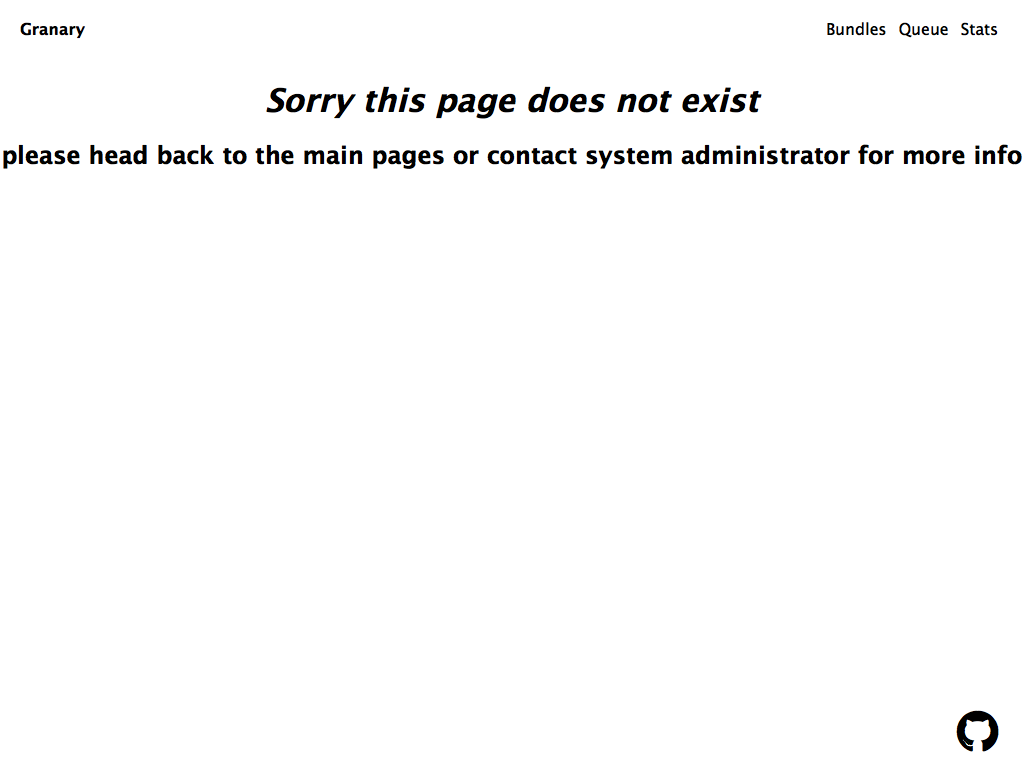 Granary
Bundles Queue Stats
Sorry this page does not exist
please head back to the main pages or contact system administrator for more info